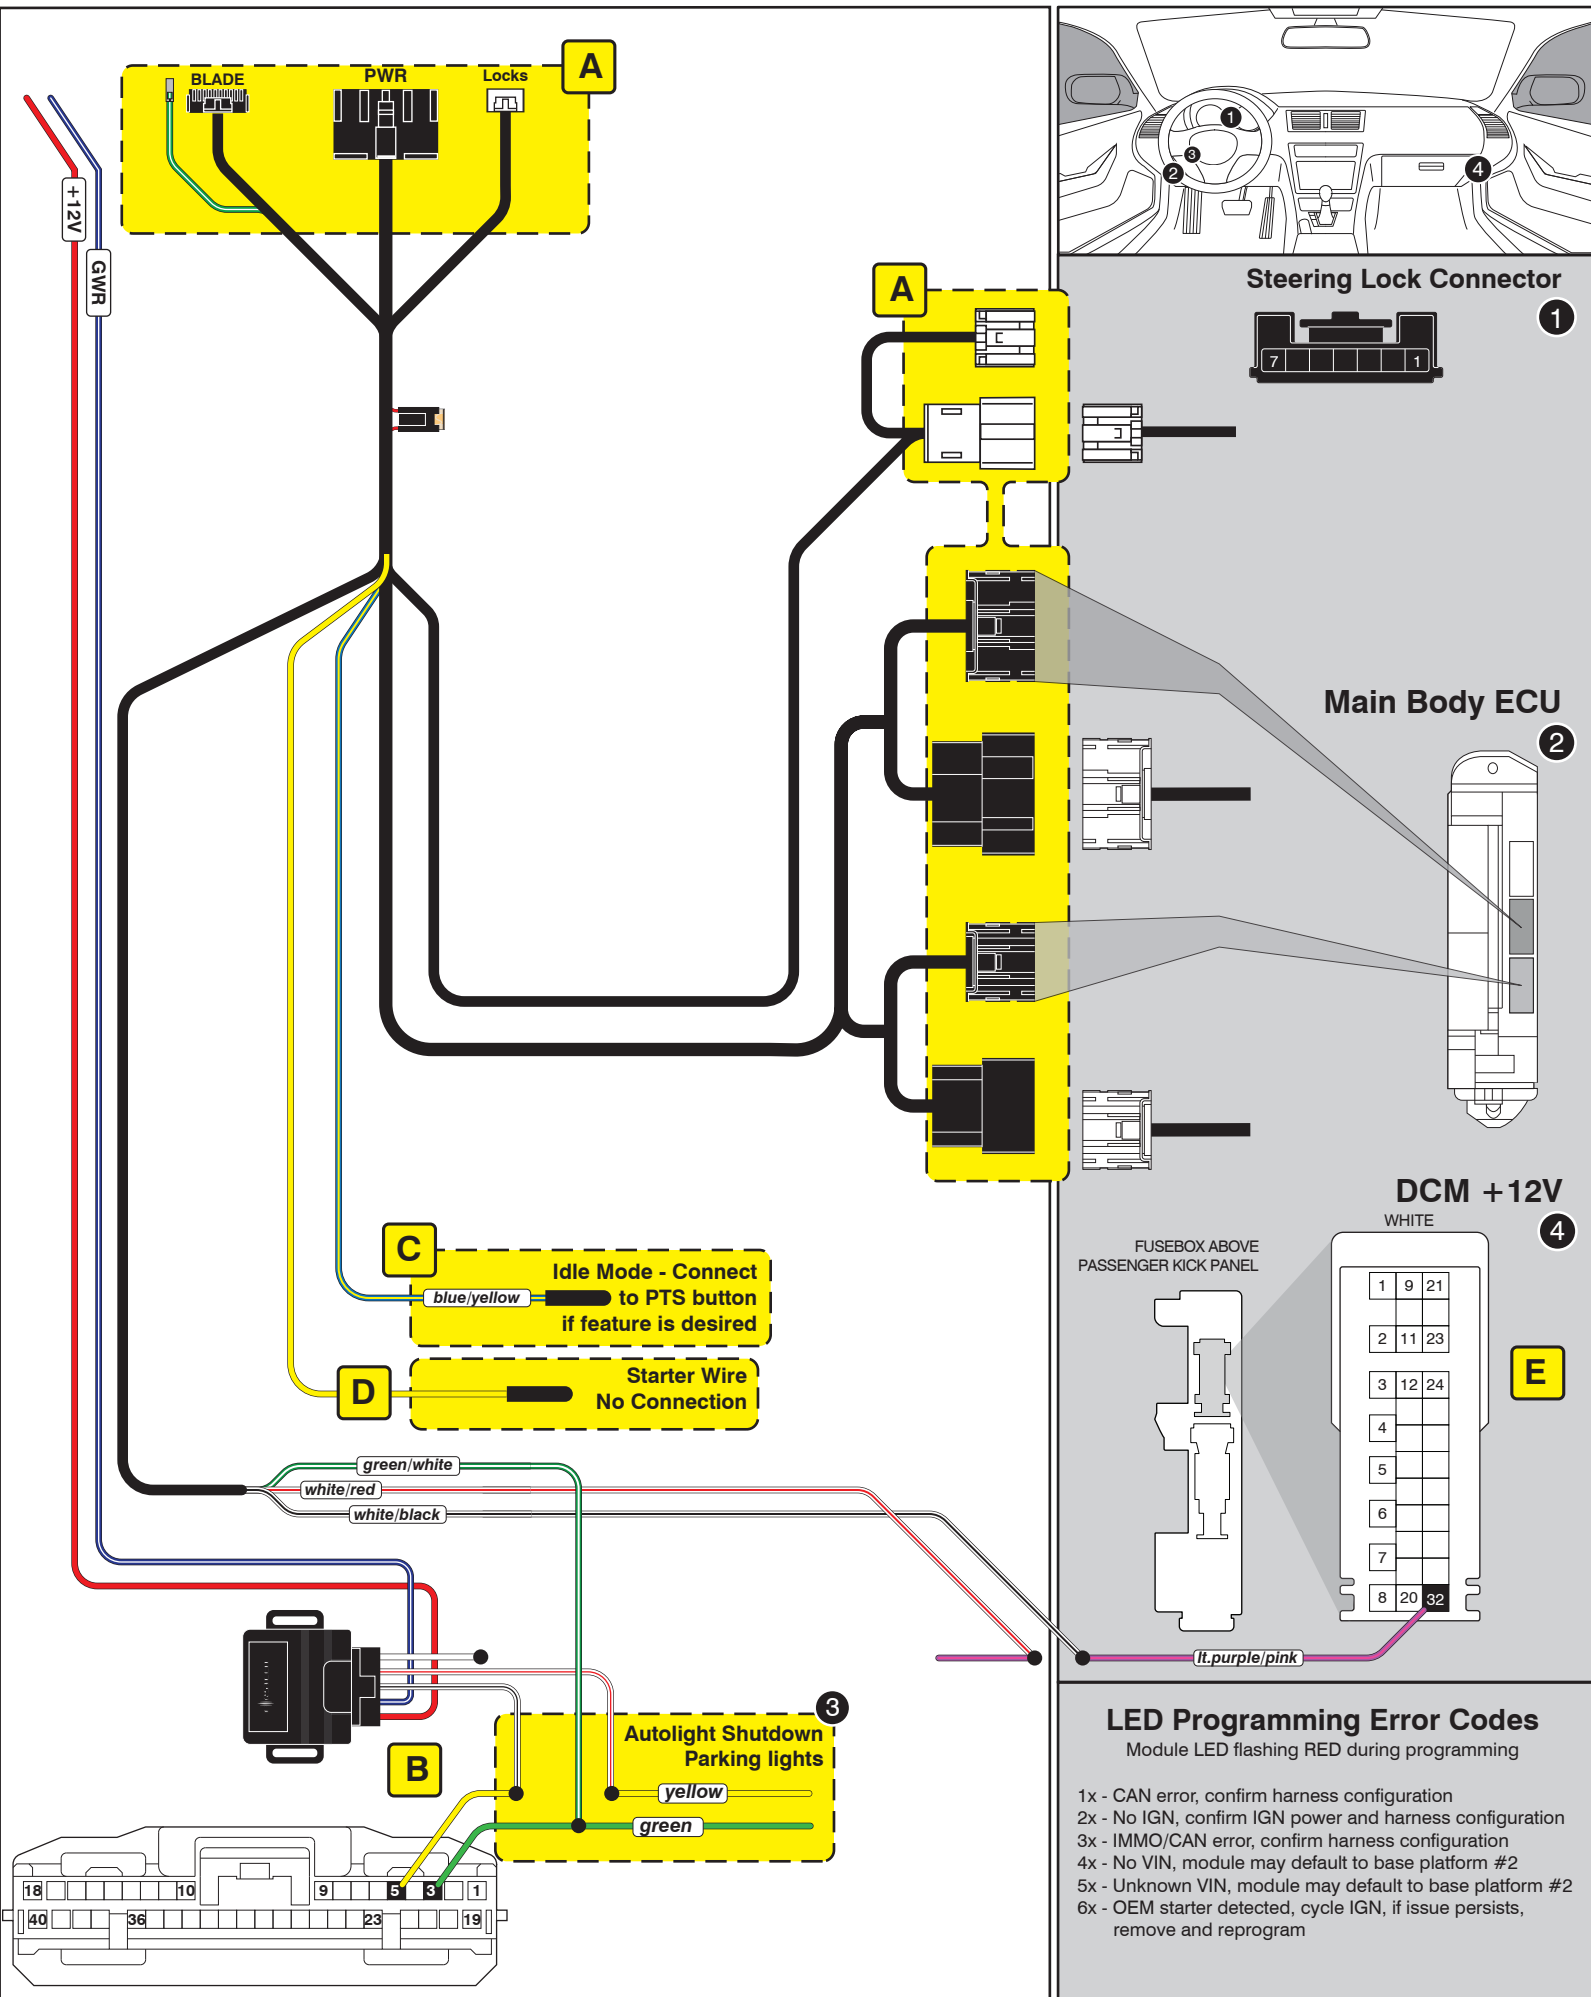 A
BLADE
PWR
Locks
+12V
GWR
1
3
2
4
Steering Lock Connector
1
7 1
A
Main Body ECU
2
DCM +12V
WHITE
4
FUSEBOX ABOVE
PASSENGER KICK PANEL
1 9 21
2 11 23
3 12 24
4
5
6
7
8 20 32
E
lt.purple/pink
C
Idle Mode - Connect
blue/yellow to PTS button
if feature is desired
D
Starter Wire
No Connection
green/white
white/red
white/black
3
Autolight Shutdown
Parking lights
B
yellow
green
18 10 9 5 3 1
40 36 23 19
LED Programming Error Codes
Module LED flashing RED during programming
1x - CAN error, confirm harness configuration
2x - No IGN, confirm IGN power and harness configuration
3x - IMMO/CAN error, confirm harness configuration
4x - No VIN, module may default to base platform #2
5x - Unknown VIN, module may default to base platform #2
6x - OEM starter detected, cycle IGN, if issue persists,
remove and reprogram